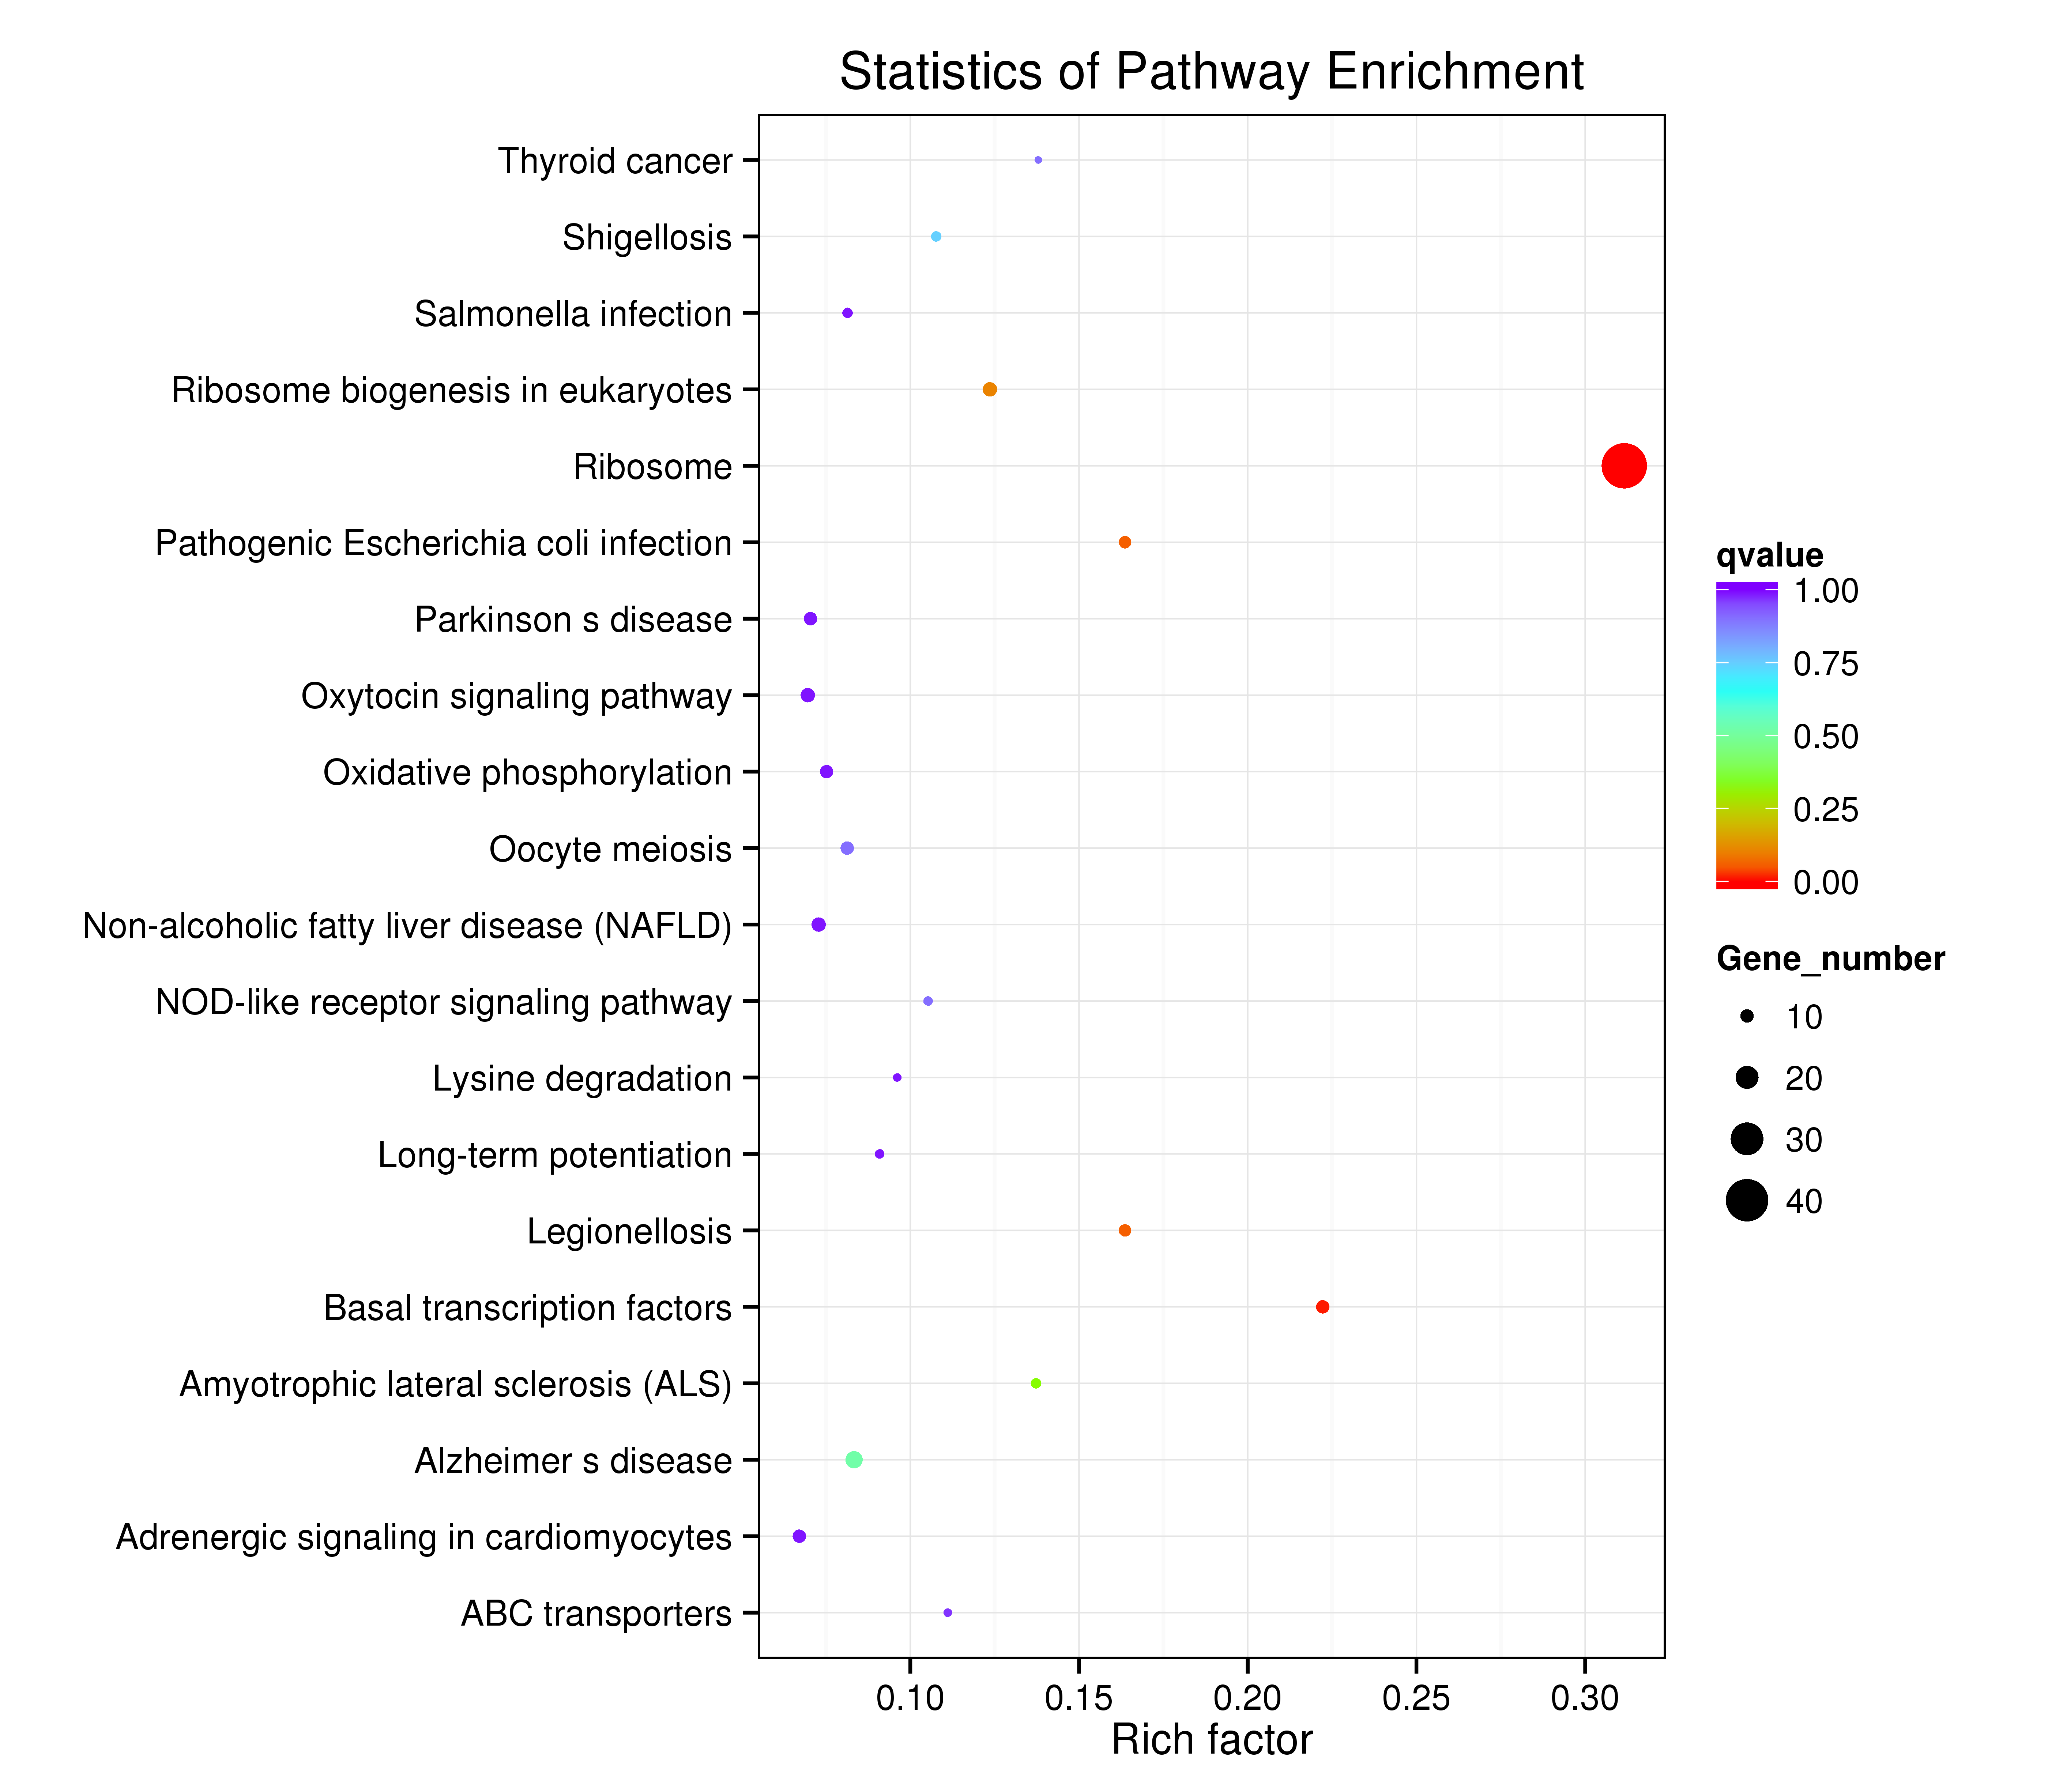 Statistics of Pathway Enrichment
Thyroid cancer
Shigellosis
Salmonella infection
Ribosome biogenesis in eukaryotes
Ribosome
Pathogenic Escherichia coli infection
Parkinson s disease
Oxytocin signaling pathway
Oxidative phosphorylation
Oocyte meiosis
Non-alcoholic fatty liver disease (NAFLD)
NOD-like receptor signaling pathway
Lysine degradation
Long-term potentiation
Legionellosis
Basal transcription factors
Amyotrophic lateral sclerosis (ALS)
Alzheimer s disease
Adrenergic signaling in cardiomyocytes
ABC transporters
0.10 0.15 0.20 0.25 0.30
Rich factor
qvalue
1.00
0.75
0.50
0.25
0.00
Gene_number
10
20
30
40